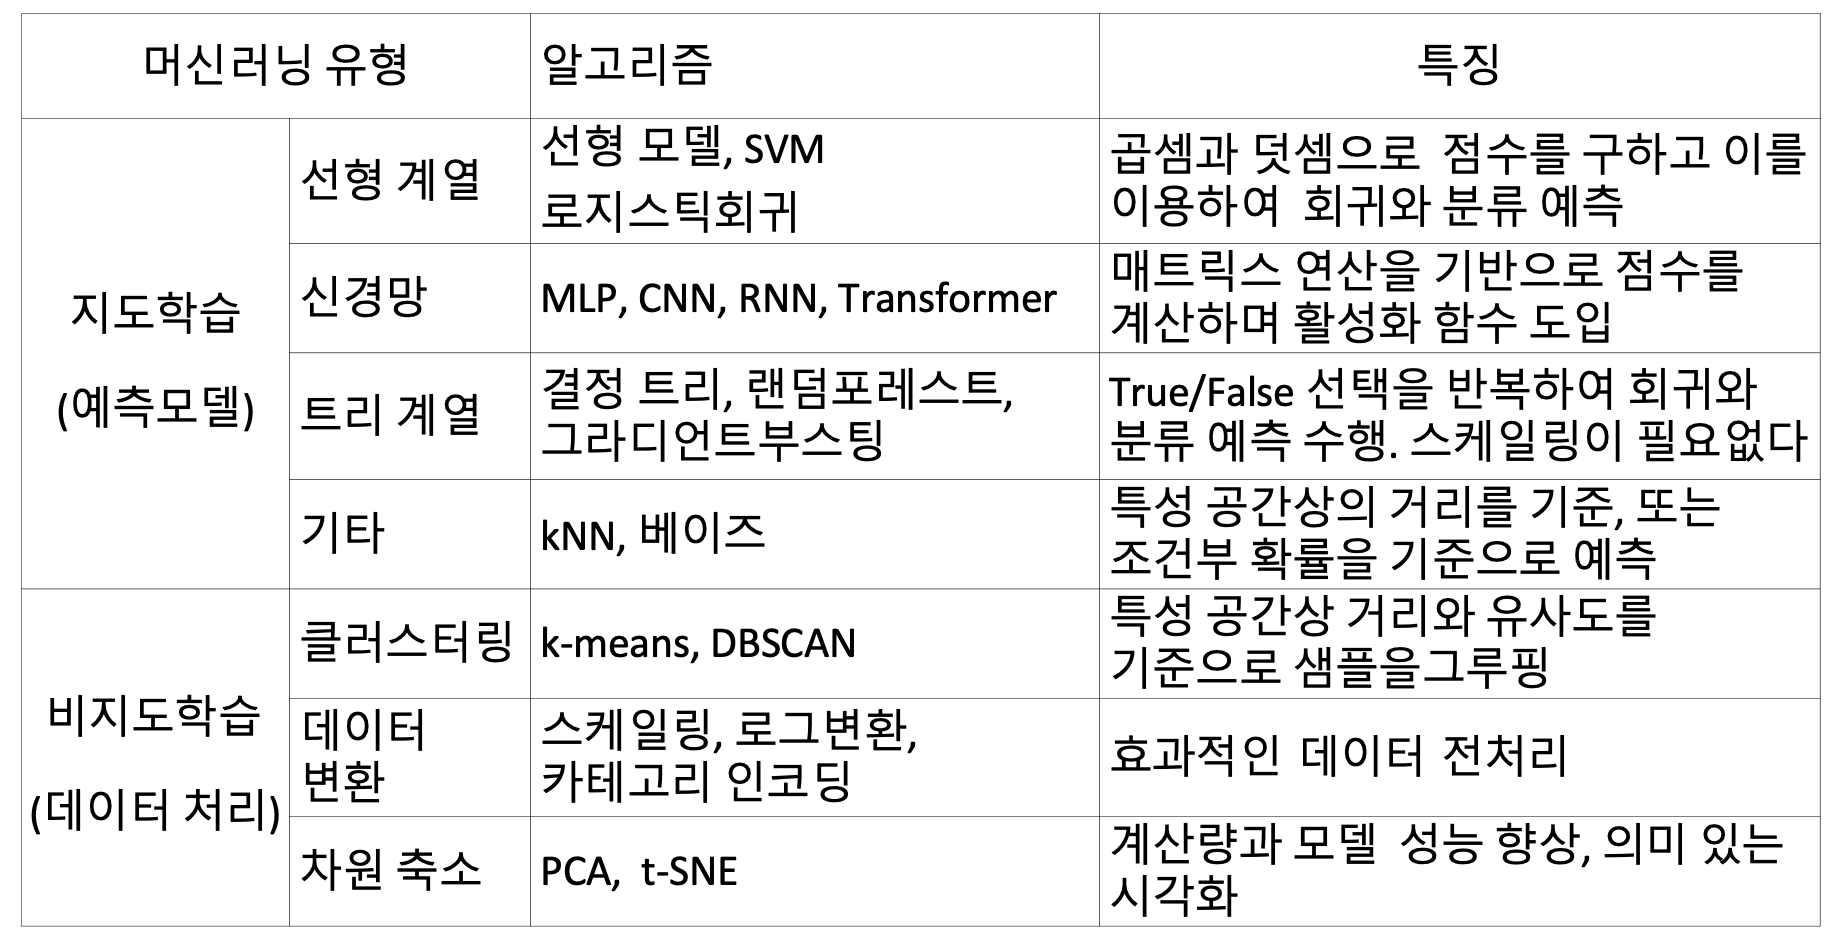 머신러닝 유형
알고리즘
특징
지도학습
(예측모델)
선형 계열
선형 모델, SVM
로지스틱회귀
곱셈과 덧셈으로 점수를 구하고 이를
이용하여 회귀와 분류 예측
신경망
MLP, CNN, RNN, Transformer
매트릭스 연산을 기반으로 점수를
계산하며 활성화 함수 도입
트리 계열
결정 트리, 랜덤포레스트,
그라디언트부스팅
True/False 선택을 반복하여 회귀와
분류 예측 수행. 스케일링이 필요없다
기타
kNN, 베이즈
특성 공간상의 거리를 기준, 또는
조건부 확률을 기준으로 예측
비지도학습
(데이터 처리)
클러스터링
k-means, DBSCAN
특성 공간상 거리와 유사도를
기준으로 샘플을그루핑
데이터
변환
스케일링, 로그변환,
카테고리 인코딩
효과적인 데이터 전처리
차원 축소
PCA, t-SNE
계산량과 모델 성능 향상, 의미 있는
시각화